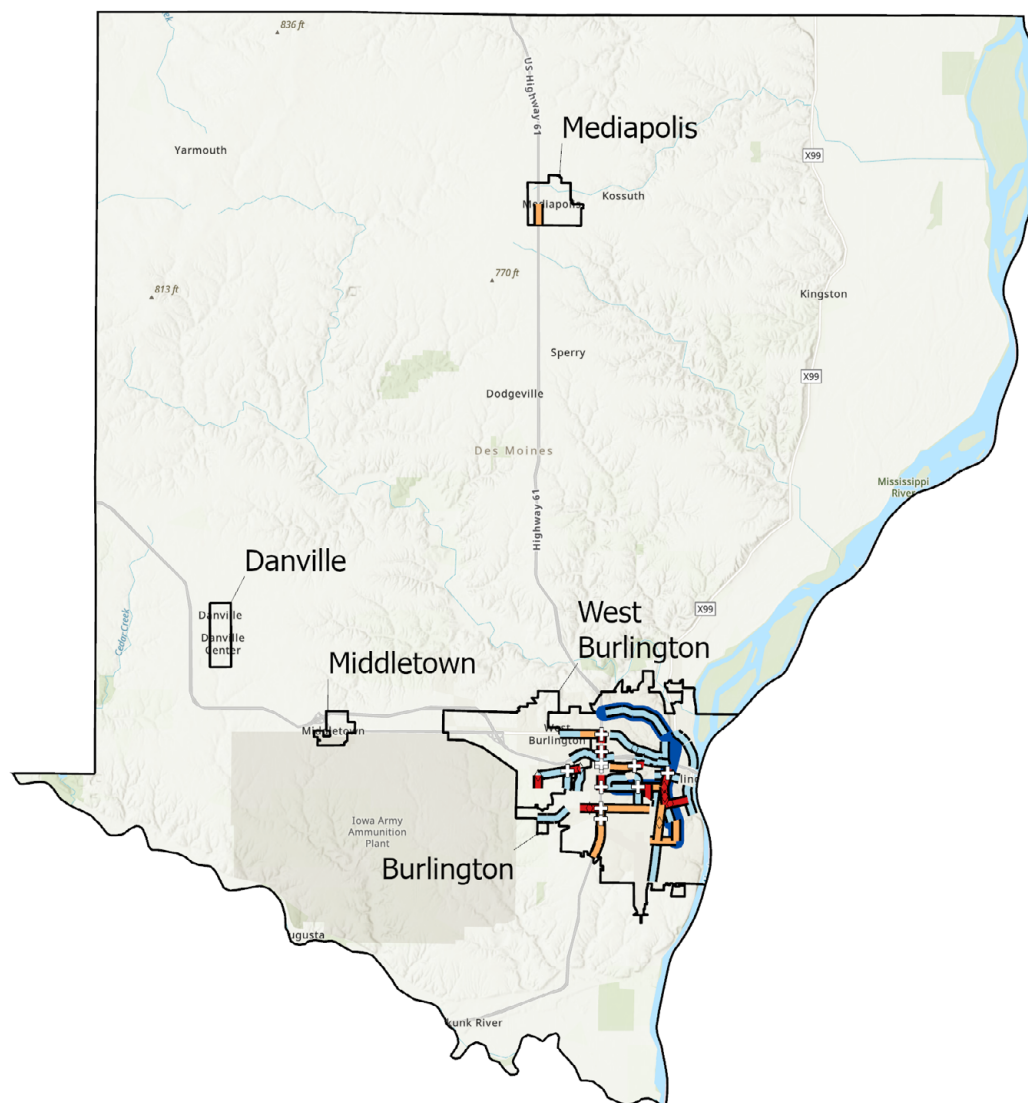 836 ft
US Highway 61
Mediapolis
Yarmouth
X99
Kossuth
Mediapolis
770 ft
813 ft
Kingston
Sperry
X99
Dodgeville
Des Moines
Mississippi
River
Highway 61
Danville
Cedar Creek
Danville
Danville
Center
X99
West
Burlington
Middletown
Middletown
West
Burlington
Iowa Army
Ammunition
Plant
Burlington
ugusta
kunk River